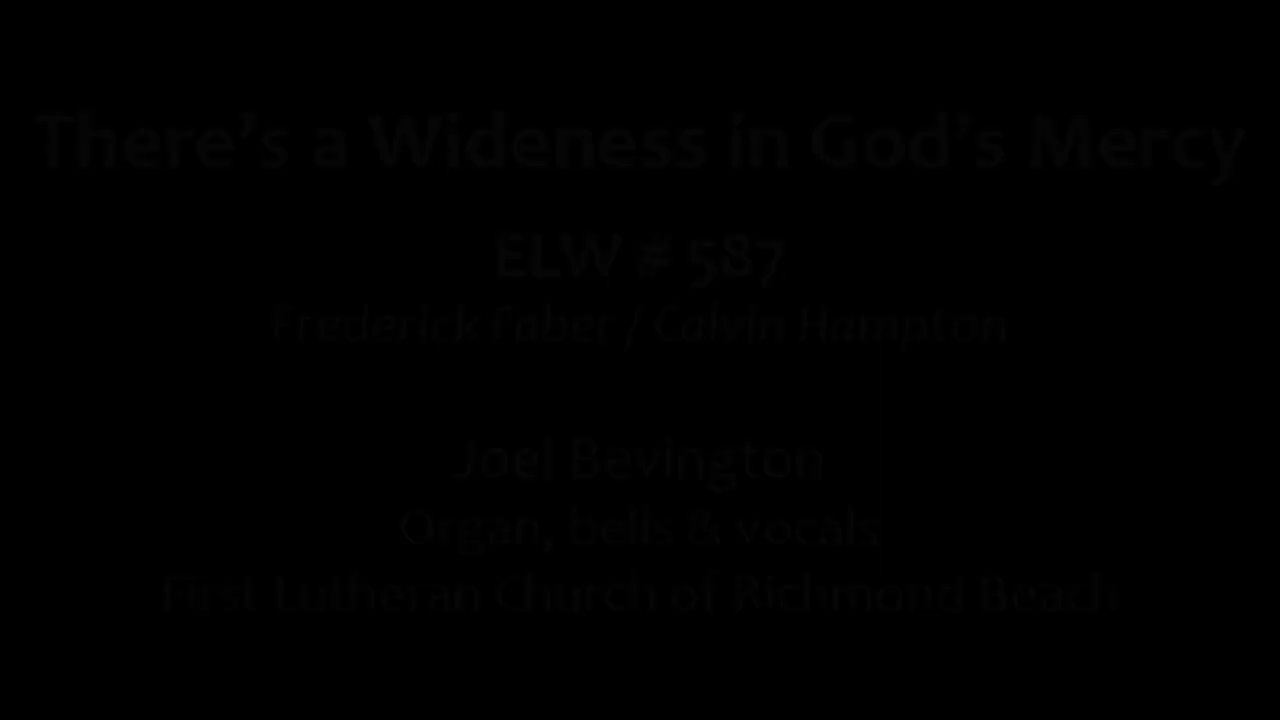 There's a Wideness in God's Mercy
ELW # 587
Frederick Faber / Calvin Hampton
Joel Bevington
Organ, bells & vocals
First Lutheran Church of Richmond Beach